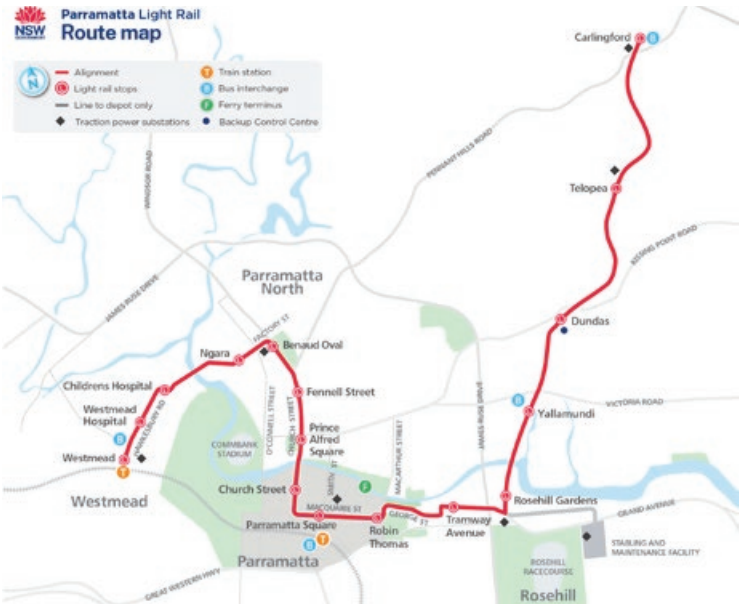 Parramatta Light Rail
Route map
NSW
GOVERNMENT
N
Alignment
Light rail stops
Line to depot only
Traction power substations
T Train station
B Bus interchange
F Ferry terminus
Backup Control Centre
Carlingford
B
PENNANT HILLS ROAD
WINDSOR ROAD
Telopea
KISSING POINT ROAD
JAMES RUSE DRIVE
Parramatta
North
Dundas
FACTORY ST
Benaud Oval
Ngara
Childrens Hospital
Fennell Street
JAMES RUSE DRIVE
B
VICTORIA ROAD
Yallamundi
Westmead
Hospital
HAWKESBURY RD
B
O'CONNELL STREET
CHURCH STREET
Prince
Alfred
Square
COMMBANK
STADIUM
MACARTHUR STREET
Westmead
T
SMITH ST
Westmead
Church Street
F
Rosehill Gardens
MACQUARIE ST
GEORGE ST
GRAND AVENUE
Parramatta Square
Robin
Thomas
Tramway
Avenue
B T
Parramatta
STABLING AND
MAINTENANCE FACILITY
ROSEHILL
RACECOURSE
GREAT WESTERN HWY
Rosehill